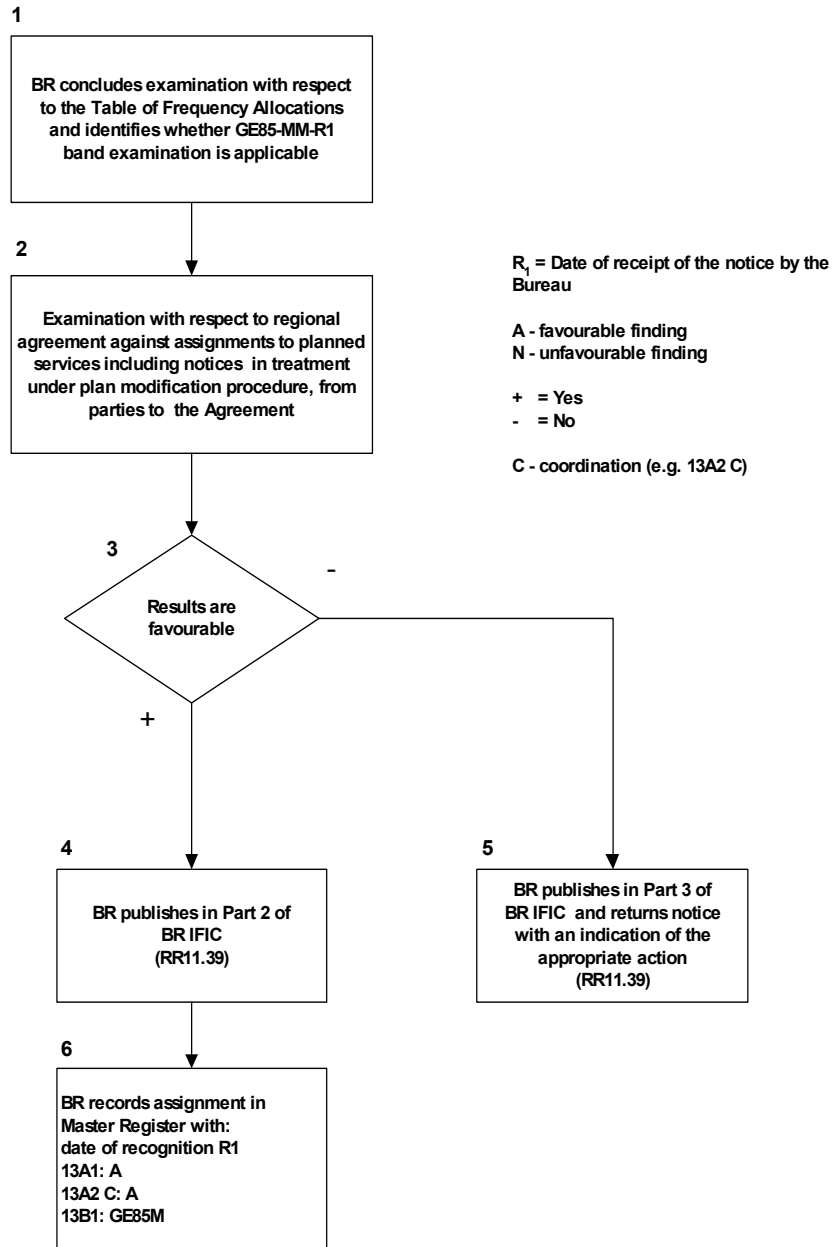 1
BR concludes examination with respect
to the Table of Frequency Allocations
and identifies whether GE85-MM-R1
band examination is applicable
2
Examination with respect to regional
agreement against assignments to planned
services including notices in treatment
under plan modification procedure, from
parties to the Agreement
R1 = Date of receipt of the notice by the
Bureau
A - favourable finding
N - unfavourable finding
+ = Yes
- = No
C - coordination (e.g. 13A2 C)
3
Results are
favourable
-
+
4
BR publishes in Part 2 of
BR IFIC
(RR11.39)
5
BR publishes in Part 3 of
BR IFIC and returns notice
with an indication of the
appropriate action
(RR11.39)
6
BR records assignment in
Master Register with:
date of recognition R1
13A1: A
13A2 C: A
13B1: GE85M